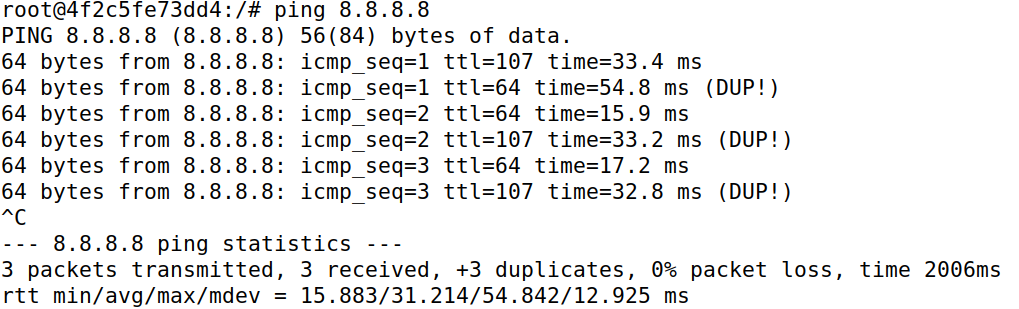 root@4f2c5fe73dd4:/# ping 8.8.8.8
PING 8.8.8.8 (8.8.8.8) 56(84) bytes of data.
64 bytes from 8.8.8.8: icmp_seq=1 ttl=107 time=33.4 ms
64 bytes from 8.8.8.8: icmp_seq=1 ttl=64 time=54.8 ms (DUP!)
64 bytes from 8.8.8.8: icmp_seq=2 ttl=64 time=15.9 ms
64 bytes from 8.8.8.8: icmp_seq=2 ttl=107 time=33.2 ms (DUP!)
64 bytes from 8.8.8.8: icmp_seq=3 ttl=64 time=17.2 ms
64 bytes from 8.8.8.8: icmp_seq=3 ttl=107 time=32.8 ms (DUP!)
^C
--- 8.8.8.8 ping statistics ---
3 packets transmitted, 3 received, +3 duplicates, 0% packet loss, time 2006ms
rtt min/avg/max/mdev = 15.883/31.214/54.842/12.925 ms